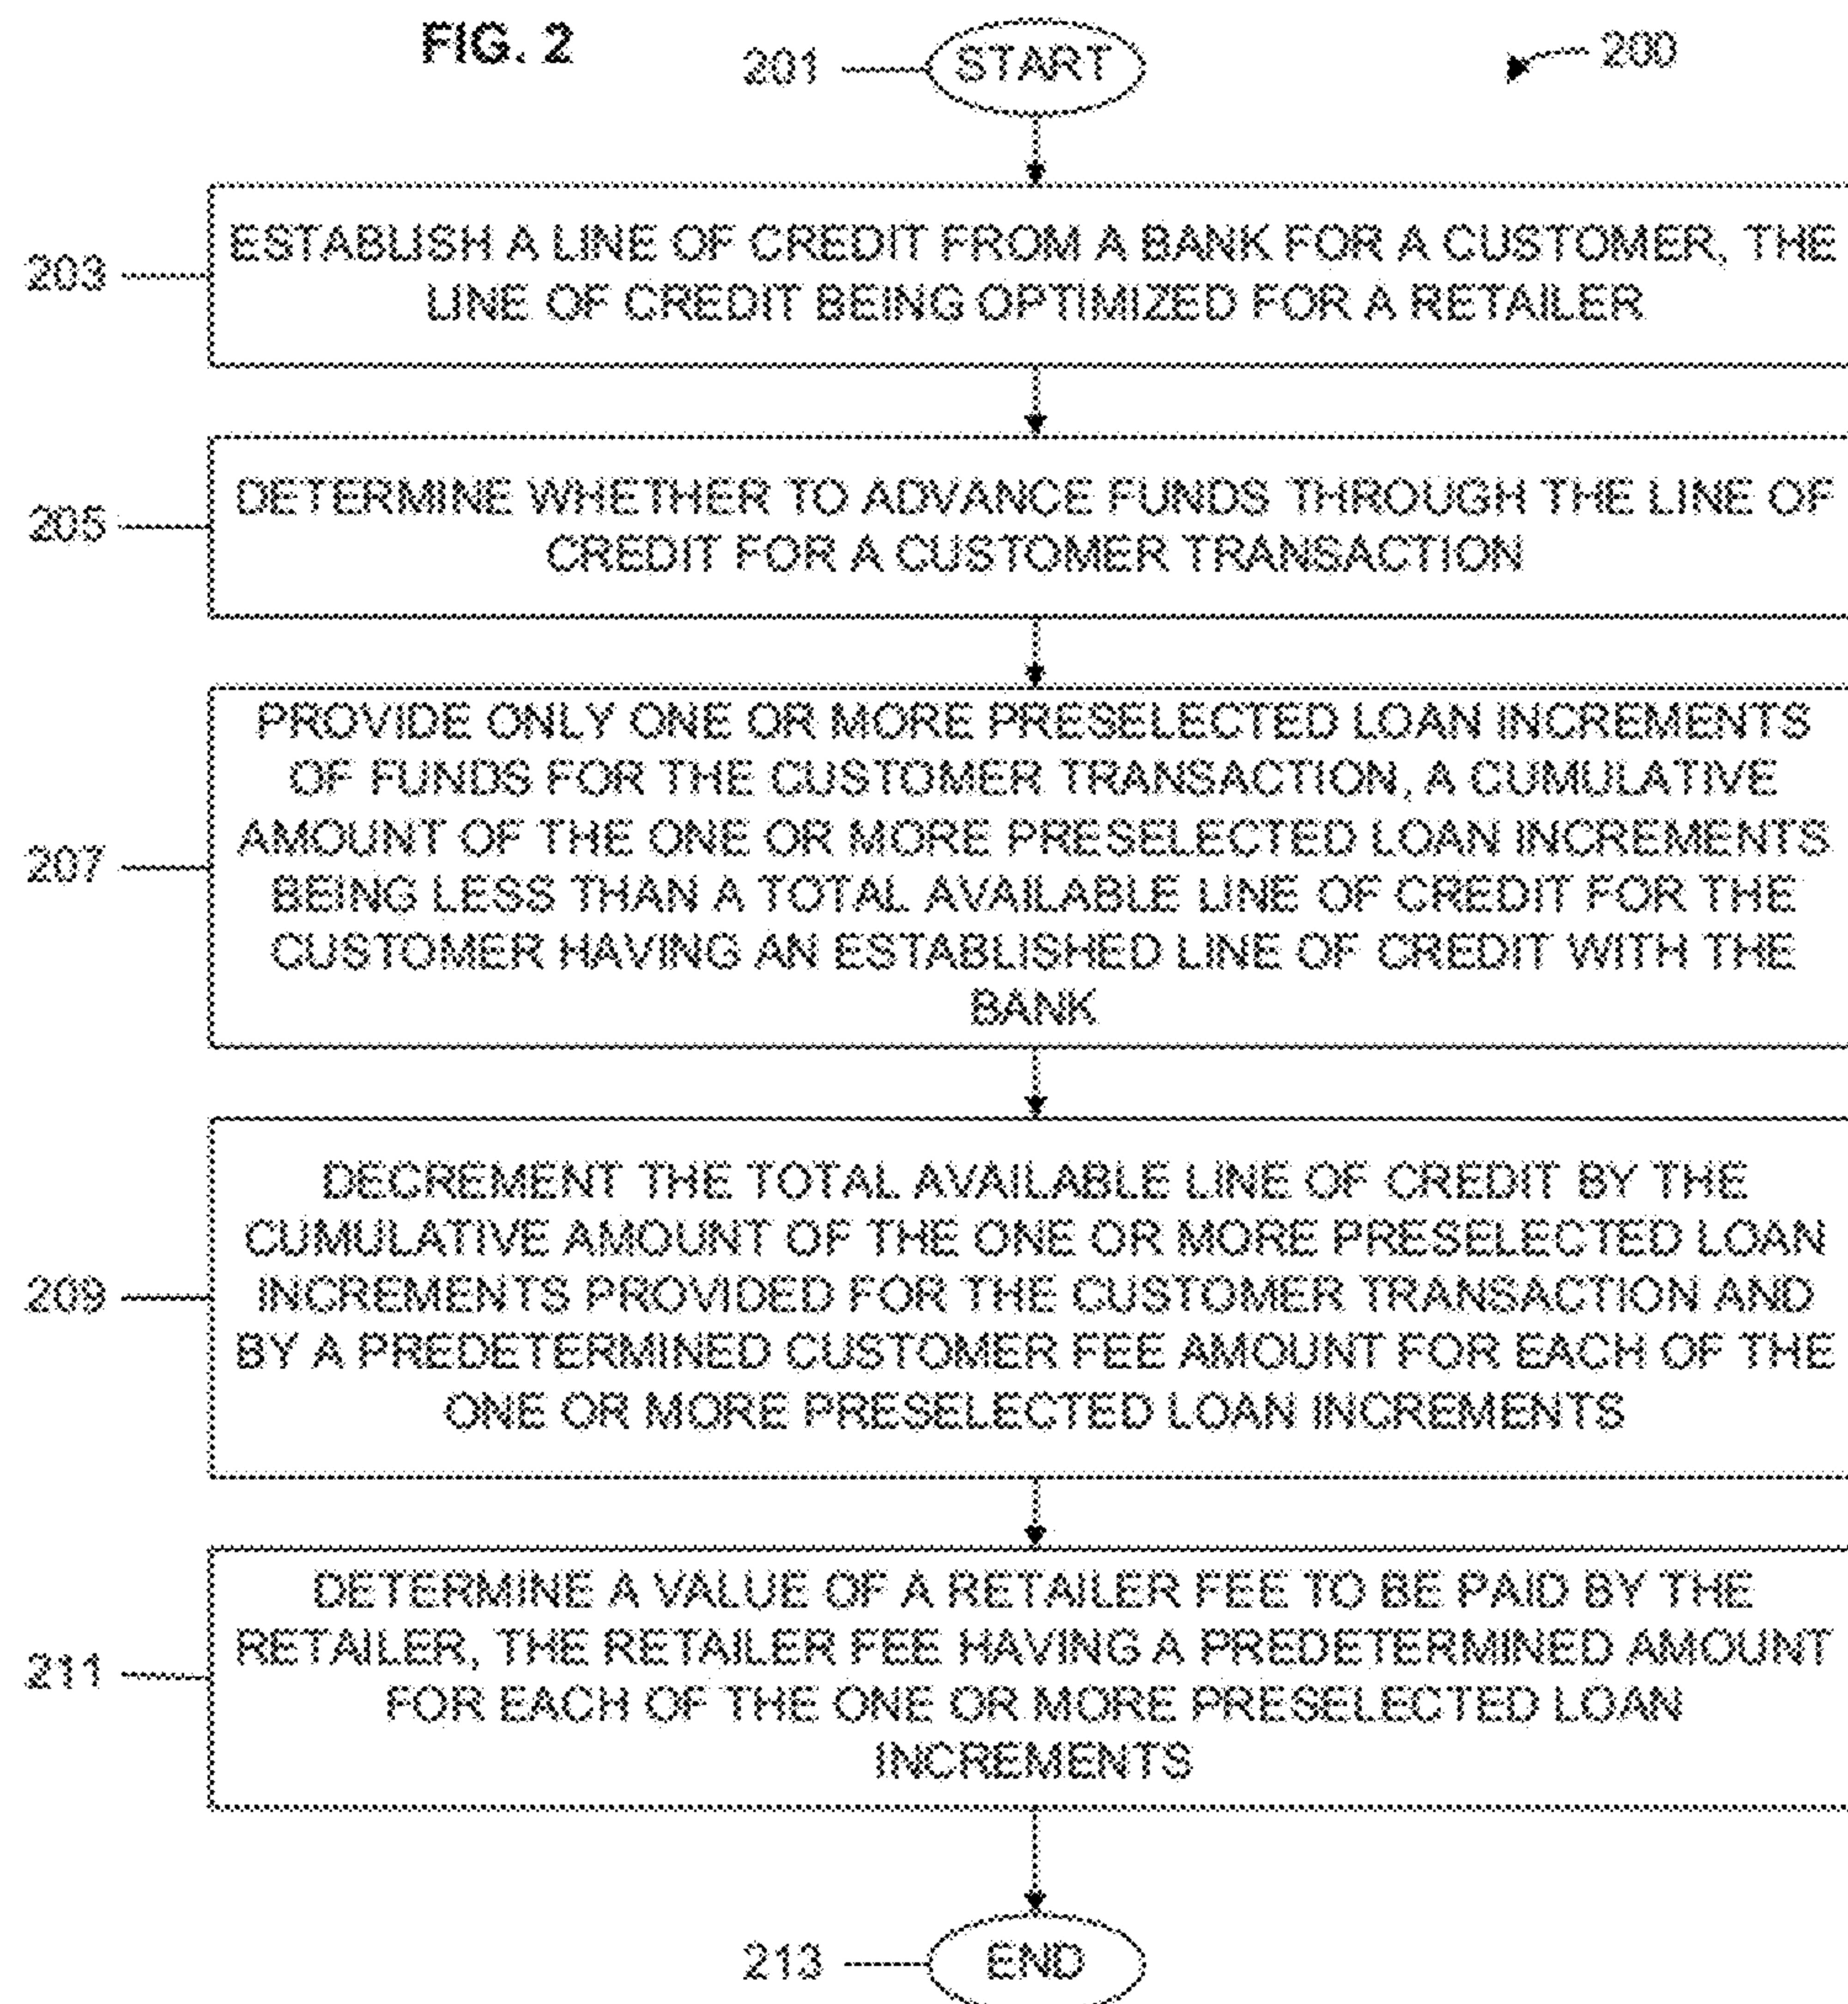 FIG. 2
201
START
200
203
ESTABLISH A LINE OF CREDIT FROM A BANK FOR A CUSTOMER, THE
LINE OF CREDIT BEING OPTIMIZED FOR A RETAILER
205
DETERMINE WHETHER TO ADVANCE FUNDS THROUGH THE LINE OF
CREDIT FOR A CUSTOMER TRANSACTION
207
PROVIDE ONLY ONE OR MORE PRESELECTED LOAN INCREMENTS
OF FUNDS FOR THE CUSTOMER TRANSACTION, A CUMULATIVE
AMOUNT OF THE ONE OR MORE PRESELECTED LOAN INCREMENTS
BEING LESS THAN A TOTAL AVAILABLE LINE OF CREDIT FOR THE
CUSTOMER HAVING AN ESTABLISHED LINE OF CREDIT WITH THE
BANK
209
DECREMENT THE TOTAL AVAILABLE LINE OF CREDIT BY THE
CUMULATIVE AMOUNT OF THE ONE OR MORE PRESELECTED LOAN
INCREMENTS PROVIDED FOR THE CUSTOMER TRANSACTION AND
BY A PREDETERMINED CUSTOMER FEE AMOUNT FOR EACH OF THE
ONE OR MORE PRESELECTED LOAN INCREMENTS
211
DETERMINE A VALUE OF A RETAILER FEE TO BE PAID BY THE
RETAILER, THE RETAILER FEE HAVING A PREDETERMINED AMOUNT
FOR EACH OF THE ONE OR MORE PRESELECTED LOAN
INCREMENTS
213
END